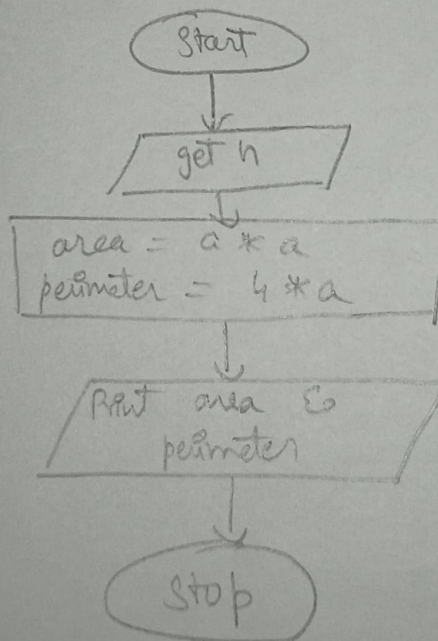 Start
get n
area = a * a
perimeter = 4 * a
Print area &
perimeter
Stop